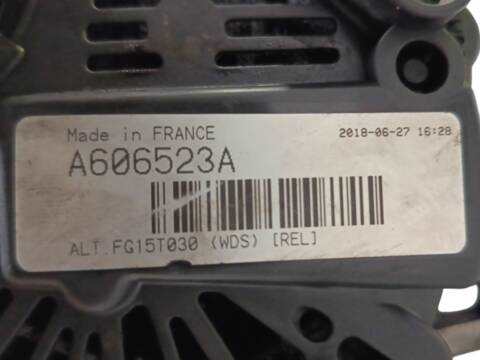 Made in FRANCE 2018-06-27 16:28
A606523A
ALT.FG15T030 (WDS) [REL]